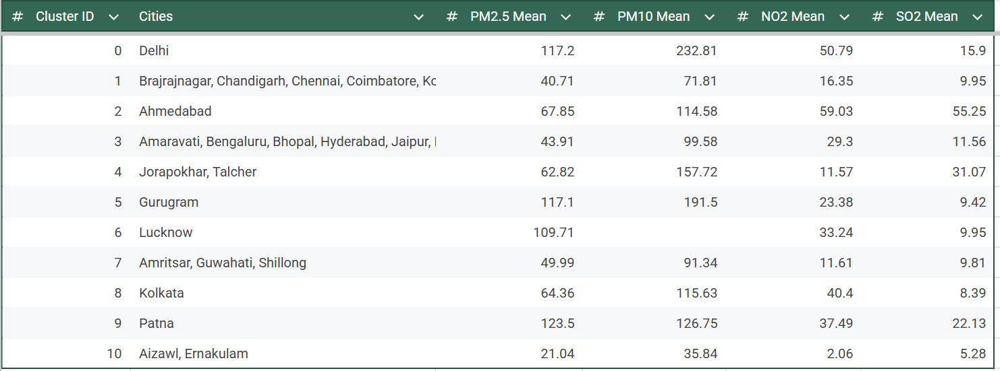 # Cluster ID Cities # PM2.5 Mean # PM10 Mean # NO2 Mean # SO2 Mean
0 Delhi 117.2 232.81 50.79 15.9
1 Brajrajnagar, Chandigarh, Chennai, Coimbatore, 40.71 71.81 16.35 9.95
2 Ahmedabad 67.85 114.58 59.03 55.25
3 Amaravati, Bengaluru, Bhopal, Hyderabad, Jaipur, 43.91 99.58 29.3 11.56
4 Jorapokhar, Talcher 62.82 157.72 11.57 31.07
5 Gurugram 117.1 191.5 23.38 9.42
6 Lucknow 109.71 33.24 9.95
7 Amritsar, Guwahati, Shillong 49.99 91.34 11.61 9.81
8 Kolkata 64.36 115.63 40.4 8.39
9 Patna 123.5 126.75 37.49 22.13
10 Aizawl, Ernakulam 21.04 35.84 2.06 5.28